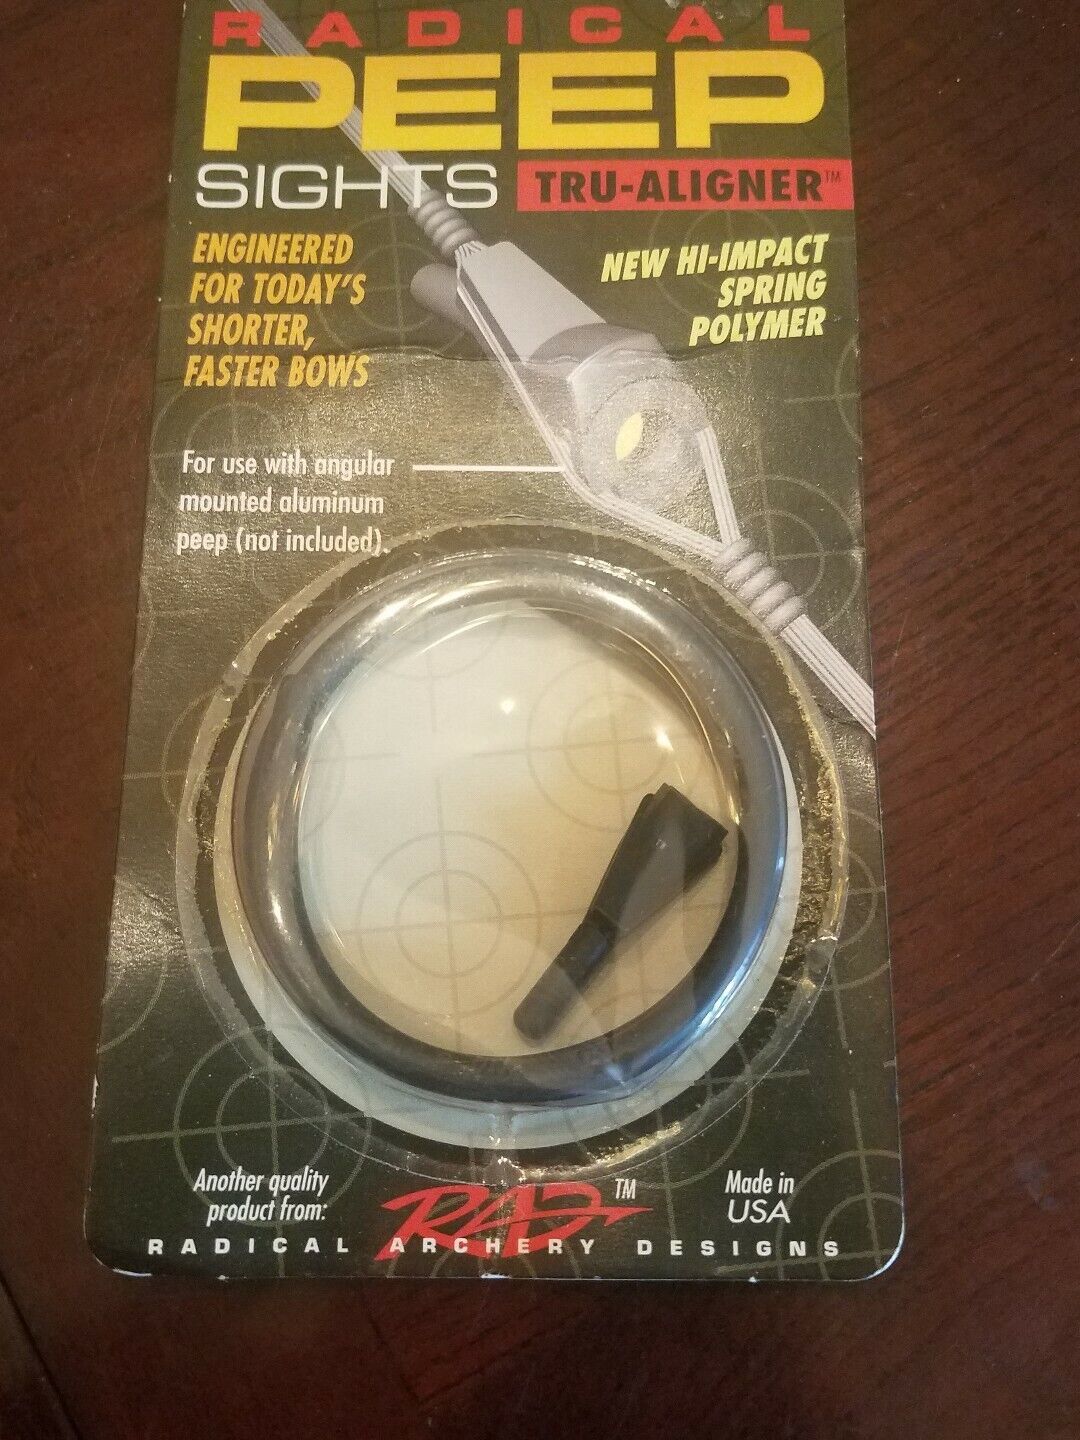 RADICAL
PEEP
SIGHTS TRU-ALIGNER™
ENGINEERED
FOR TODAY'S
SHORTER,
FASTER BOWS
NEW HI-IMPACT
SPRING
POLYMER
For use with angular
mounted aluminum
peep (not included).
Another quality
product from:
RAD™
Made in
USA
RADICAL ARCHERY DESIGNS